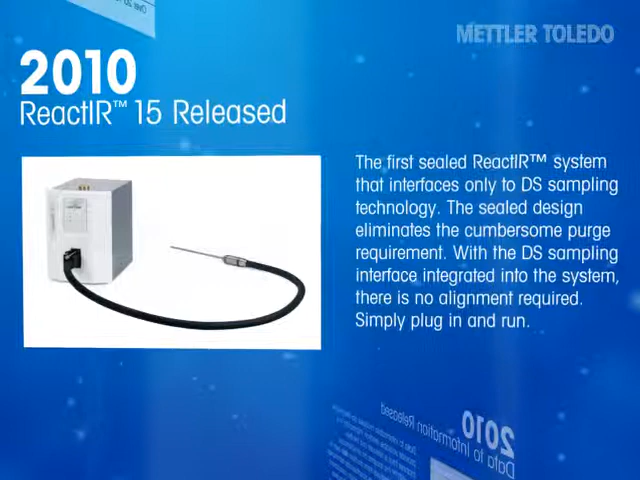 METTLER TOLEDO
2010
ReactIR™ 15 Released
The first sealed ReactIR™ system
that interfaces only to DS sampling
technology. The sealed design
eliminates the cumbersome purge
requirement. With the DS sampling
interface integrated into the system,
there is no alignment required.
Simply plug in and run.
2010
Data to Information Released